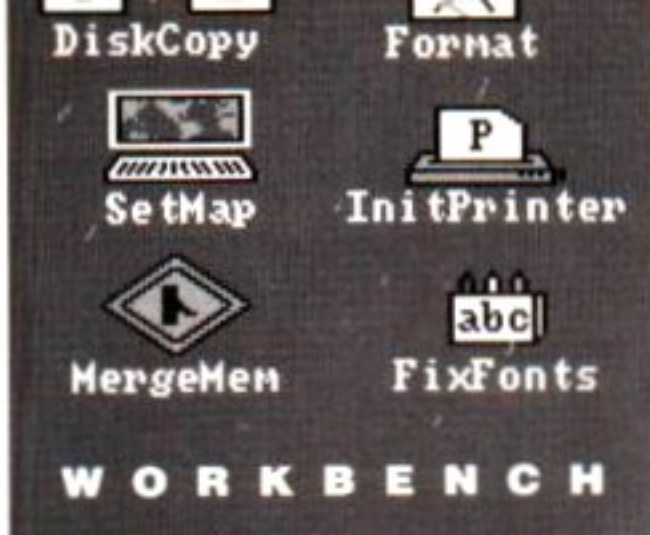 DiskCopy Format
P
SetMap InitPrinter
abc
MergeMem FixFonts
WORKBENCH